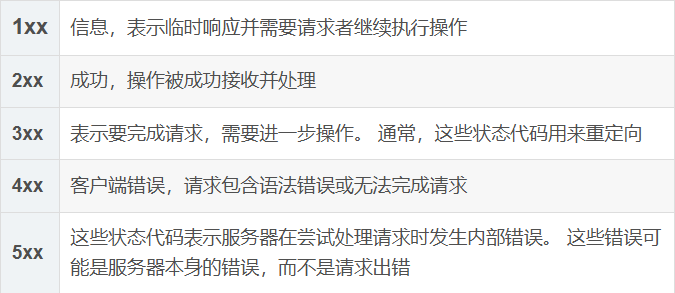 1xx 信息，表示临时响应并需要请求者继续执行操作
2xx 成功，操作被成功接收并处理
3xx 表示要完成请求，需要进一步操作。 通常，这些状态代码用来重定向
4xx 客户端错误，请求包含语法错误或无法完成请求
5xx 这些状态代码表示服务器在尝试处理请求时发生内部错误。 这些错误可
能是服务器本身的错误，而不是请求出错